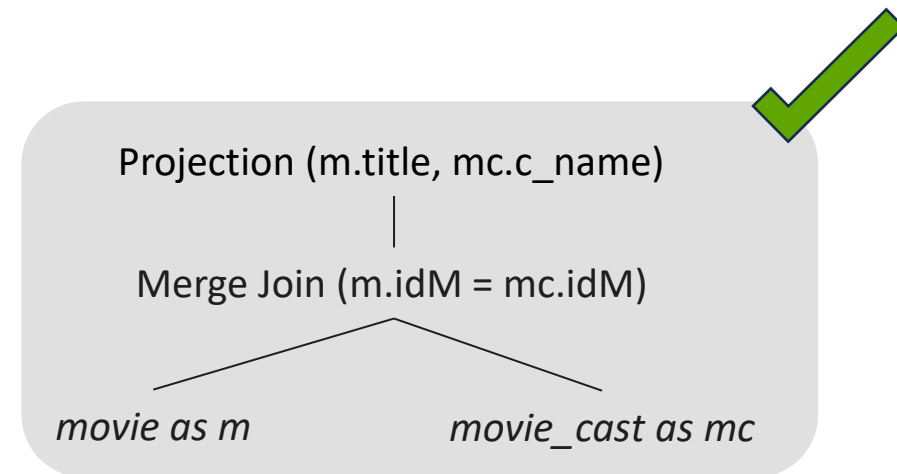 Projection (m.title, mc.c_name)
Merge Join (m.idM = mc.idM)
movie as m
movie_cast as mc